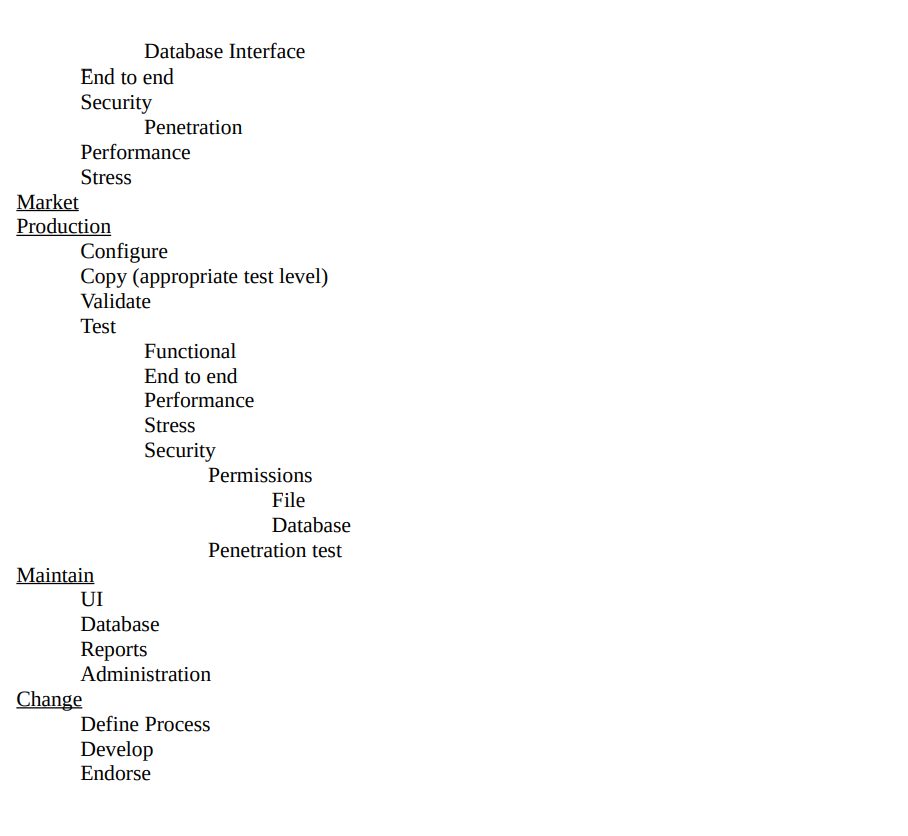 Database Interface
End to end
Security
Penetration
Performance
Stress
Market
Production
Configure
Copy (appropriate test level)
Validate
Test
Functional
End to end
Performance
Stress
Security
Permissions
File
Database
Penetration test
Maintain
UI
Database
Reports
Administration
Change
Define Process
Develop
Endorse